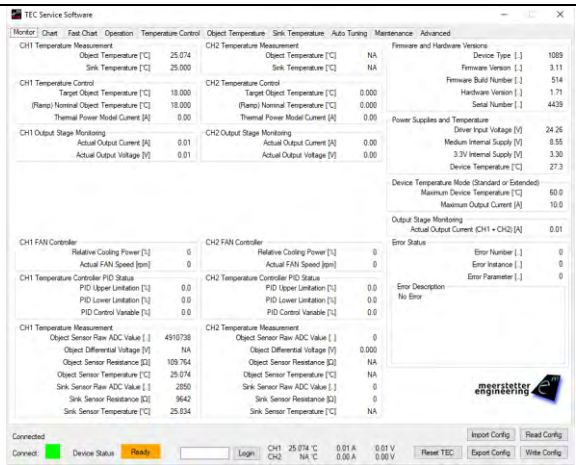 TEC Service Software
Monitor Chart Fast Chart Operation Temperature Control Object Temperature Sink Temperature Auto Tuning Maintenance Advanced
CH1 Temperature Measurement
Object Temperature [°C] 25.074
Sink Temperature [°C] 25.000
CH1 Temperature Control
Target Object Temperature [°C] 18.000
(Ramp) Nominal Object Temperature [°C] 18.000
Thermal Power Model Current [A] 0.00
CH1 Output Stage Monitoring
Actual Output Current [A] 0.01
Actual Output Voltage [V] 0.01
CH1 FAN Controller
Relative Cooling Power [%] 0
Actual FAN Speed [rpm] 0
CH1 Temperature Controller PID Status
PID Upper Limitation [%] 0.0
PID Lower Limitation [%] 0.0
PID Control Variable [%] 0.0
CH1 Temperature Measurement
Object Sensor Raw ADC Value [.] 4910738
Object Differential Voltage [V] NA
Object Sensor Resistance [Ω] 109.764
Object Sensor Temperature [°C] 25.074
Sink Sensor Raw ADC Value [.] 2850
Sink Sensor Resistance [Ω] 9642
Sink Sensor Temperature [°C] 25.834
CH2 Temperature Measurement
Object Temperature [°C] NA
Sink Temperature [°C] NA
CH2 Temperature Control
Target Object Temperature [°C] 0.000
(Ramp) Nominal Object Temperature [°C] 0.000
Thermal Power Model Current [A] 0.00
CH2 Output Stage Monitoring
Actual Output Current [A] 0.00
Actual Output Voltage [V] 0.00
CH2 FAN Controller
Relative Cooling Power [%] 0
Actual FAN Speed [rpm] 0
CH2 Temperature Controller PID Status
PID Upper Limitation [%] 0.0
PID Lower Limitation [%] 0.0
PID Control Variable [%] 0.0
CH2 Temperature Measurement
Object Sensor Raw ADC Value [.] 0
Object Differential Voltage [V] 0.000
Object Sensor Resistance [Ω] NA
Object Sensor Temperature [°C] NA
Sink Sensor Raw ADC Value [.] 0
Sink Sensor Resistance [Ω] 0
Sink Sensor Temperature [°C] NA
Firmware and Hardware Versions
Device Type [.] 1089
Firmware Version [.] 3.11
Firmware Build Number [.] 514
Hardware Version [.] 1.71
Serial Number [.] 4439
Power Supplies and Temperature
Driver Input Voltage [V] 24.26
Medium Internal Supply [V] 8.55
3.3V Internal Supply [V] 3.30
Device Temperature [°C] 27.3
Device Temperature Mode (Standard or Extended)
Maximum Device Temperature [°C] 60.0
Maximum Output Current [A] 10.0
Output Stage Monitoring
Actual Output Current (CH1 + CH2) [A] 0.01
Error Status
Error Number [.] 0
Error Instance [.] 0
Error Parameter [.] 0
Error Description
No Error
meerstetter
engineering
Connected
Import Config Read Config
Connect: Device Status Ready Login CH1 25.074 °C 0.01 A 0.01 V Reset TEC Export Config Write Config
CH2 NA °C 0.00 A 0.00 V